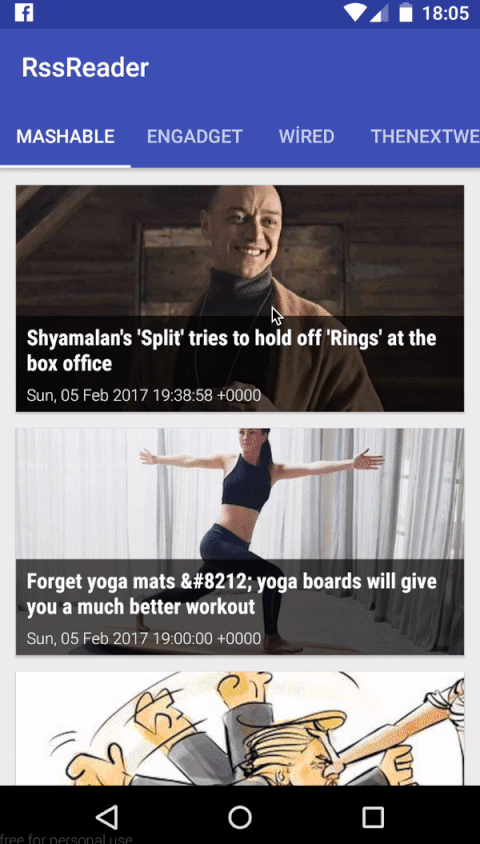 18:05
RssReader
MASHABLE ENGADGET WİRED THENEXTWE
Shyamalan's 'Split' tries to hold off 'Rings' at the
box office
Sun, 05 Feb 2017 19:38:58 +0000
Forget yoga mats &#8212; yoga boards will give
you a much better workout
Sun, 05 Feb 2017 19:00:00 +0000
free for personal use